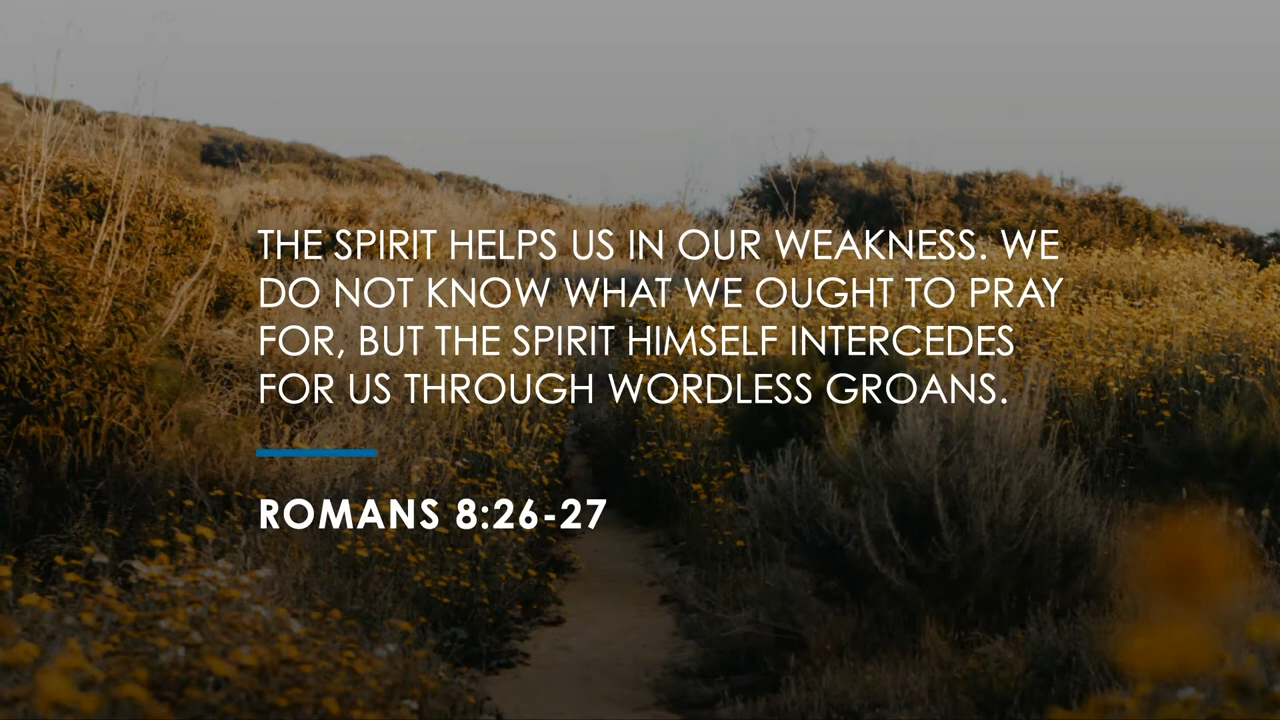 THE SPIRIT HELPS US IN OUR WEAKNESS. WE
DO NOT KNOW WHAT WE OUGHT TO PRAY
FOR, BUT THE SPIRIT HIMSELF INTERCEDES
FOR US THROUGH WORDLESS GROANS.
ROMANS 8:26-27